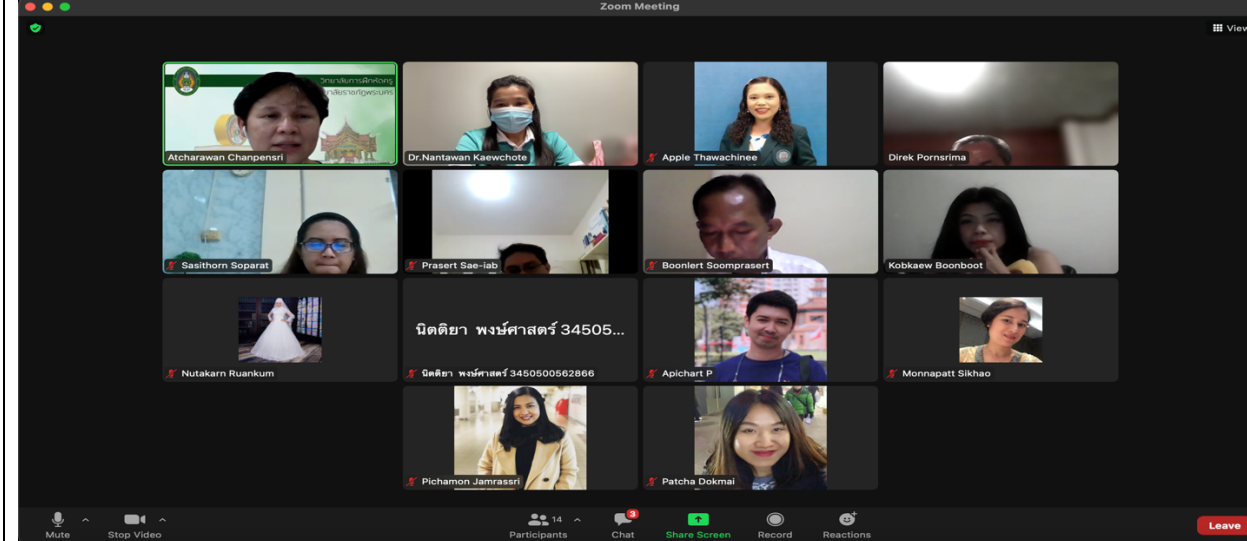 Zoom Meeting
View
วิทยาลัยการฝึกหัดครู
Atcharawan Chanpensri
Dr.Nantawan Kaewchote
Apple Thawachinee
Direk Pornsrima
Sasithorn Soparat
Prasert Sae-iab
Boonlert Soomprasert
Kobkaew Boonboot
Nutakarn Ruankum
นิตติยา พงษ์ศาสตร์ 34505...
นิตติยา พงษ์ศาสตร์ 3450500562866
Apichart P
Monnapatt Sikhao
Pichamon Jamrassri
Patcha Dokmai
Mute
Stop Video
14
Participants
3
Chat
Share Screen
Record
Reactions
Leave